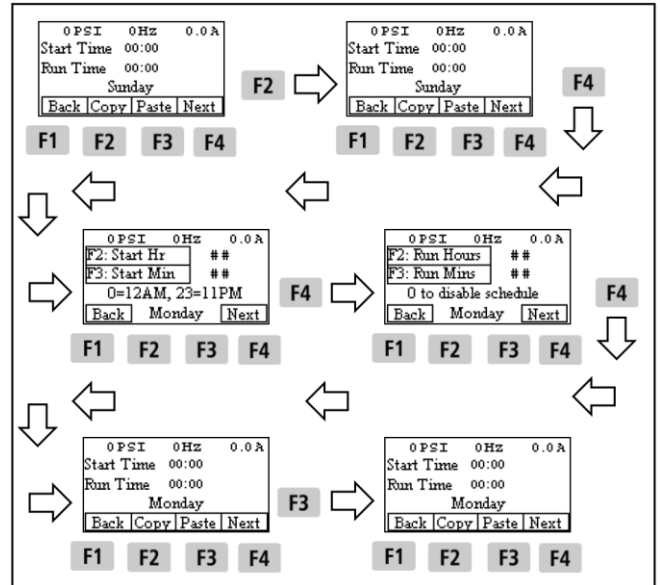 0PSI 0Hz 0.0A
Start Time 00:00
Run Time 00:00
Sunday
Back Copy Paste Next
F1 F2 F3 F4
F2
0PSI 0Hz 0.0A
Start Time 00:00
Run Time 00:00
Sunday
Back Copy Paste Next
F1 F2 F3 F4
F4
0PSI 0Hz 0.0A
F2: Start Hr ##
F3: Start Min ##
0=12AM, 23=11PM
Back Monday Next
F1 F2 F3 F4
F4
0PSI 0Hz 0.0A
F2: Run Hours ##
F3: Run Mins ##
0 to disable schedule
Back Monday Next
F1 F2 F3 F4
F4
0PSI 0Hz 0.0A
Start Time 00:00
Run Time 00:00
Monday
Back Copy Paste Next
F1 F2 F3 F4
F3
0PSI 0Hz 0.0A
Start Time 00:00
Run Time 00:00
Monday
Back Copy Paste Next
F1 F2 F3 F4